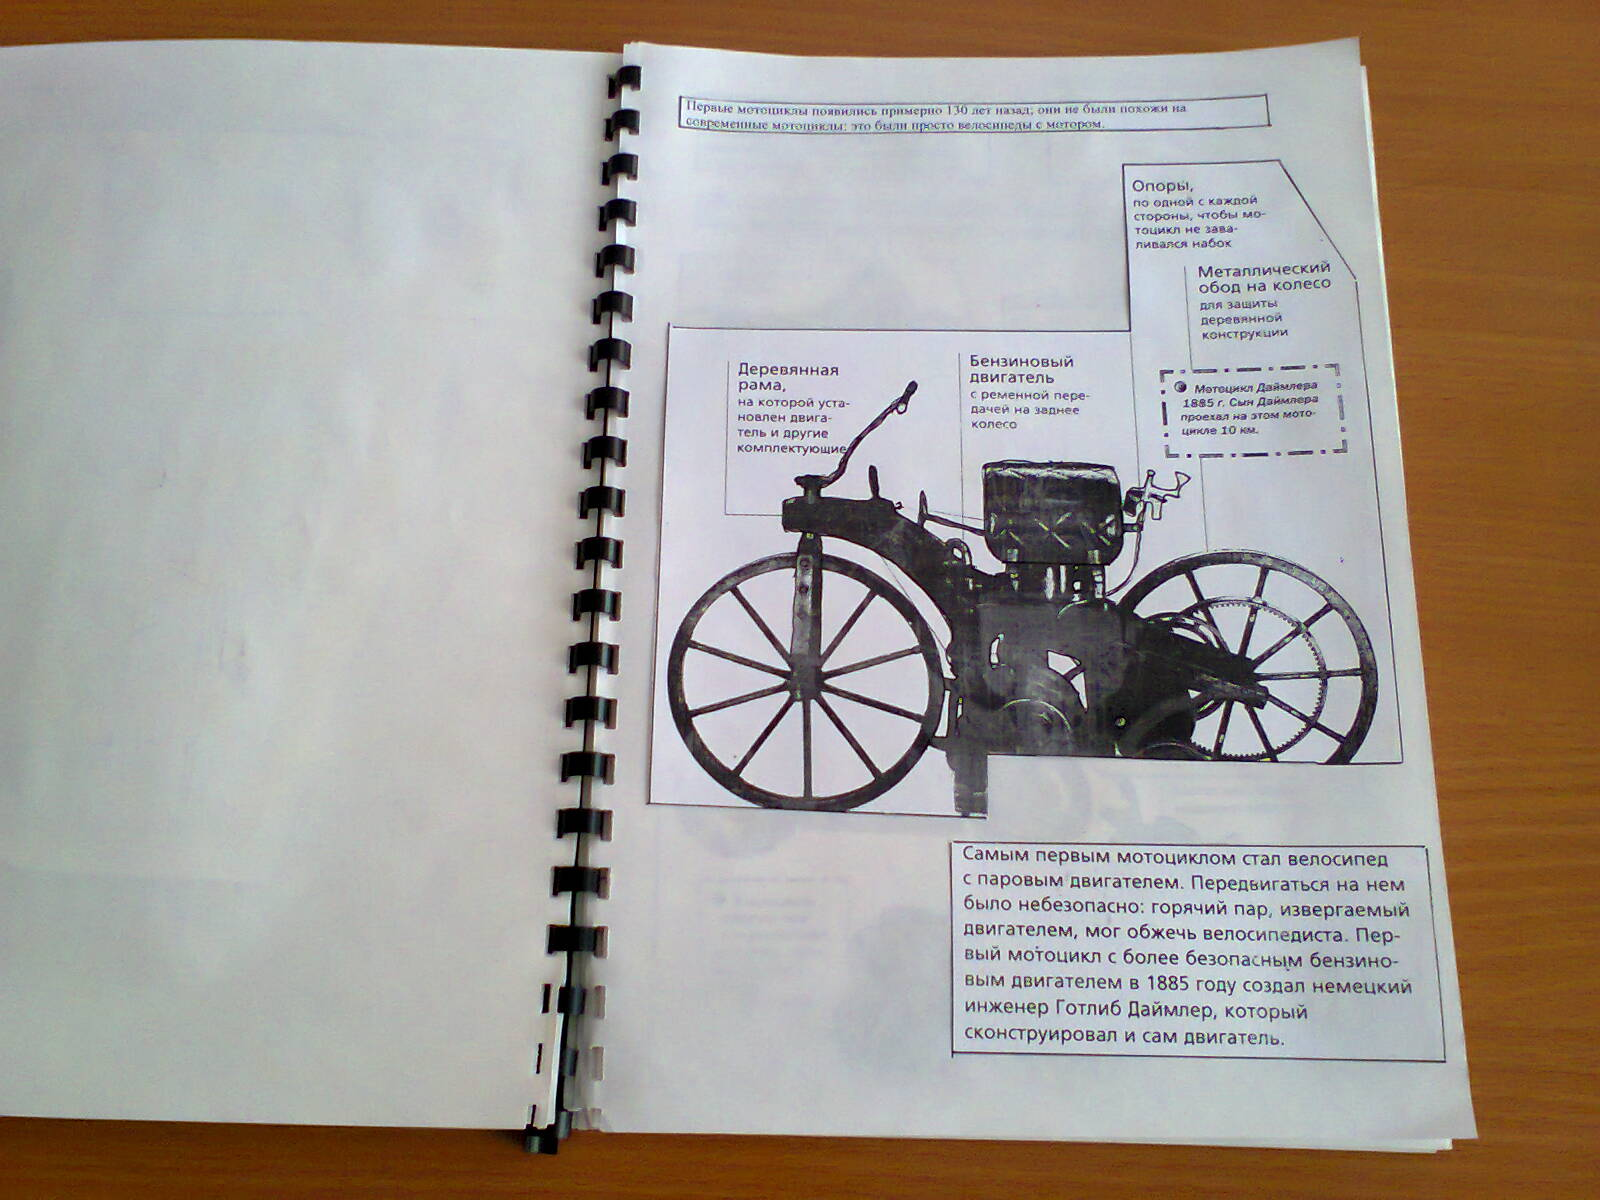 Первые мотоциклы появились примерно 130 лет назад; они не были похожи на
современные мотоциклы: это были просто велосипеды с мотором.
Опоры,
по одной с каждой
стороны, чтобы мо-
тоцикл не зава-
ливался набок
Металлический
обод на колесо
для защиты
деревянной
конструкции
Деревянная
рама,
на которой уста-
новлен двига-
тель и другие
комплектующие
Бензиновый
двигатель
с ременной пере-
дачей на заднее
колесо
Мотоцикл Даймлера
1885 г. Сын Даймлера
проехал на этом мото-
цикле 10 км.
Самым первым мотоциклом стал велосипед
с паровым двигателем. Передвигаться на нем
было небезопасно: горячий пар, извергаемый
двигателем, мог обжечь велосипедиста. Пер-
вый мотоцикл с более безопасным бензино-
вым двигателем в 1885 году создал немецкий
инженер Готлиб Даймлер, который
сконструировал и сам двигатель.